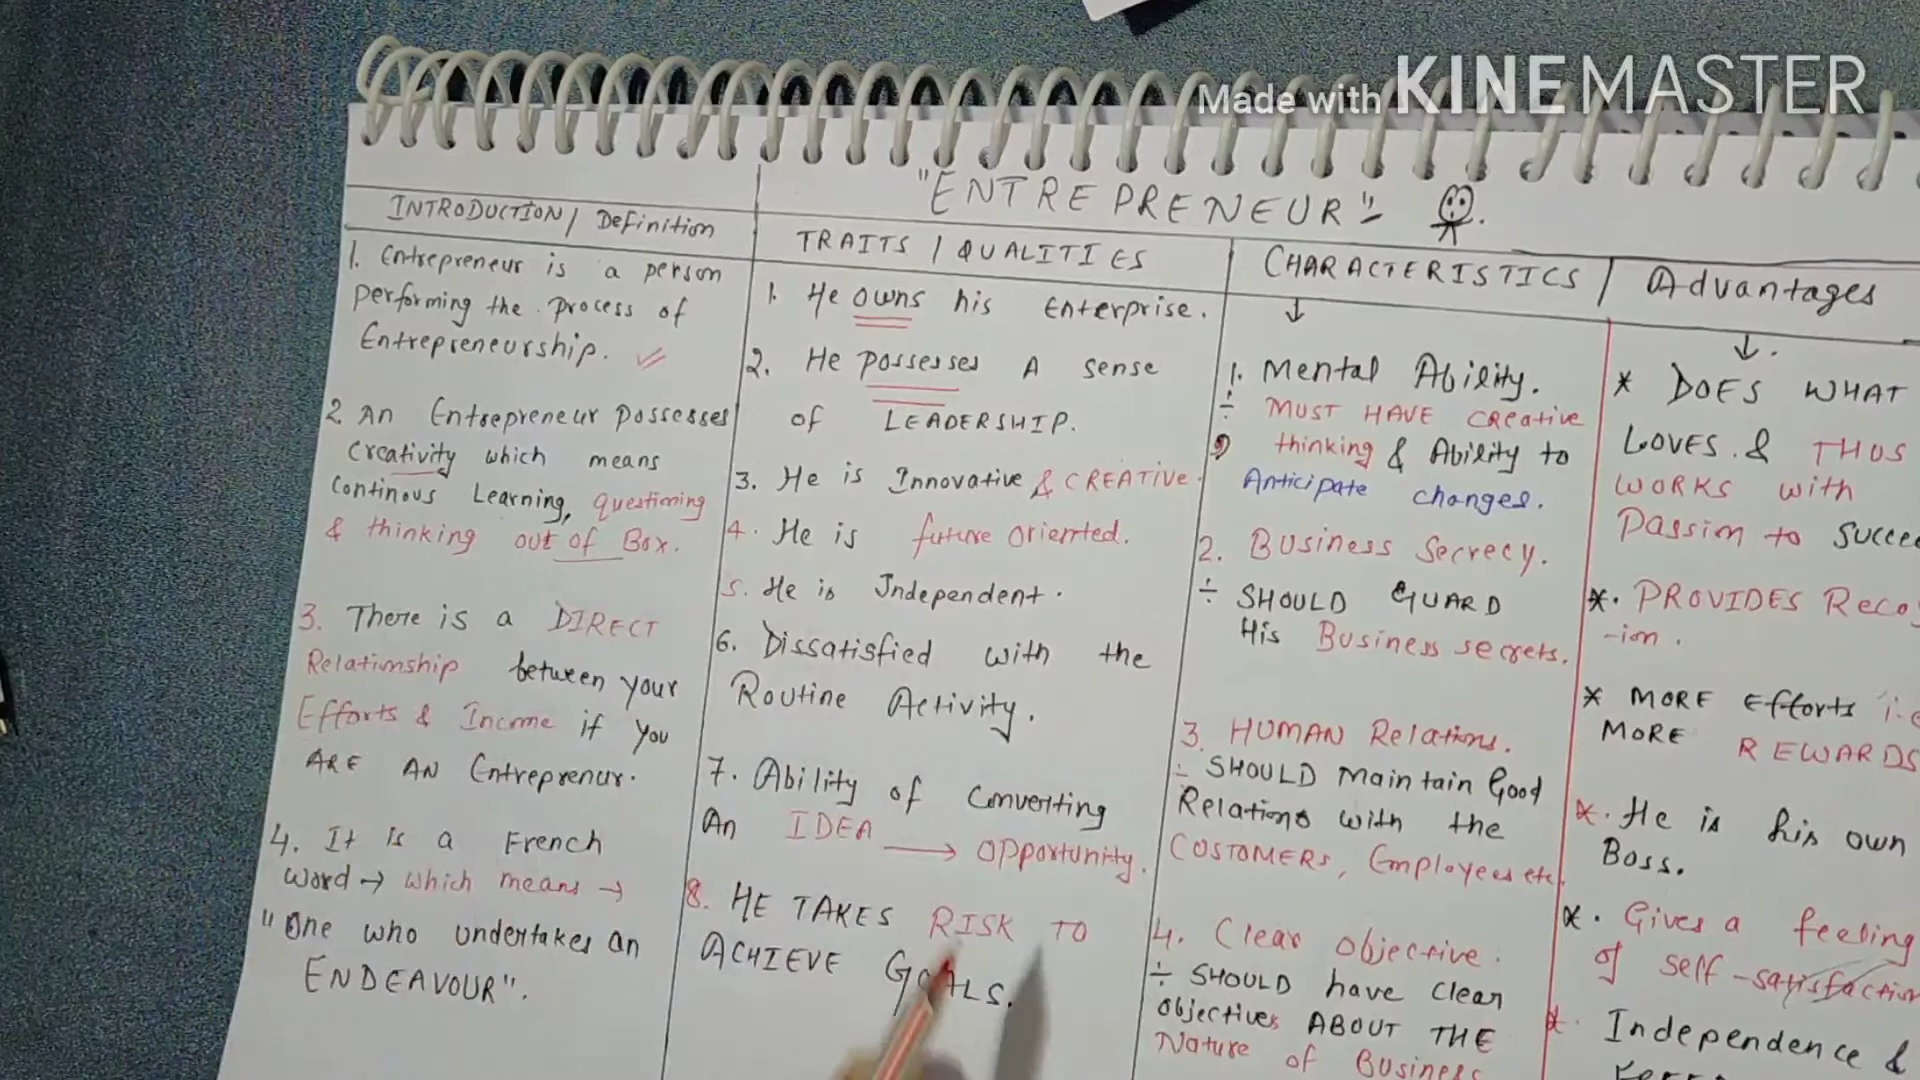 Made with KINEMASTER
"ENTREPRENEUR"
INTRODUCTION/ Definition
1. Entrepreneur is a person
performing the process of
Entrepreneurship.
2 An Entrepreneur possesses
Creativity which means
continous Learning, questioning
& thinking out of Box.
3. There is a DIRECT
Relationship between your
Efforts & Income if you
ARE AN Entreprenur.
4. It is a French
word → which means →
"One who undertakes an
ENDEAVOUR".
TRAITS / QUALITIES
1. He owns his Enterprise.
2. He possesses A sense
of LEADERSHIP.
3. He is Innovative & CREATIVE.
4. He is future oriented.
5. He is Independent.
6. Dissatisfied with the
Routine Activity.
7. Ability of Converting
An IDEA → opportunity.
8. HE TAKES RISK TO
ACHIEVE GOALS.
CHARACTERISTICS /
↓
1. Mental Ability.
÷ MUST HAVE creative
thinking & Ability to
Anticipate changes.
2. Business Secrecy.
÷ SHOULD GUARD
His Business secrets.
3. HUMAN Relations.
÷ SHOULD maintain Good
Relations with the
COSTOMERS, Employees etc.
4. Clear objective.
÷ SHOULD have clear
objectives ABOUT THE
Nature of Business
Advantages
↓.
* DOES WHAT
LOVES. & THUS
WORKS with
Passion to succee
*. PROVIDES Recog
-ion.
* MORE Efforts i.e
MORE REWARDS
*. He is his own
Boss.
*. Gives a feeling
of self-satisfaction
*. Independence &